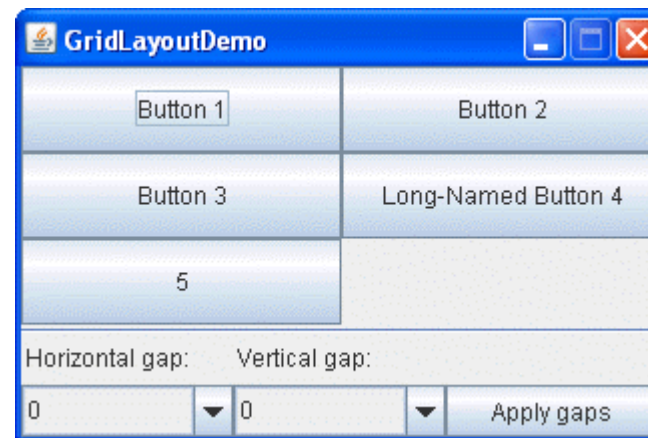 GridLayoutDemo
Button 1
Button 2
Button 3
Long-Named Button 4
5
Horizontal gap:
Vertical gap:
0
0
Apply gaps